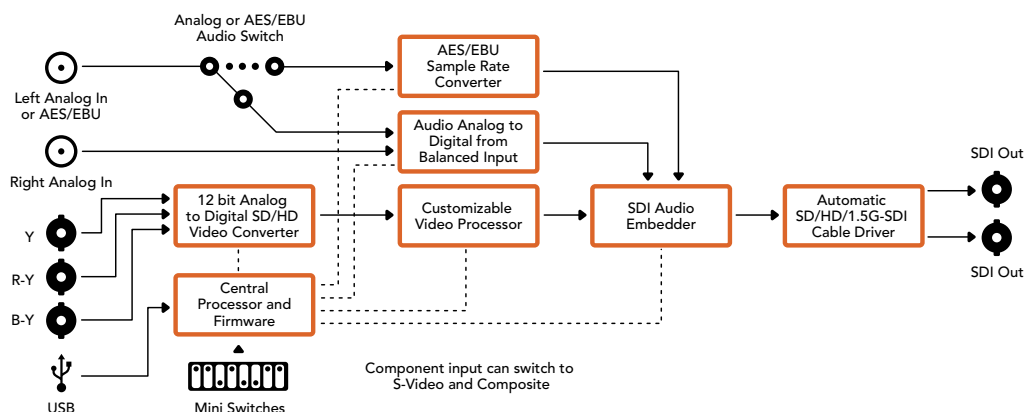 Analog or AES/EBU
Audio Switch
AES/EBU
Sample Rate
Converter
Left Analog In
or AES/EBU
Audio Analog to
Digital from
Balanced Input
Right Analog In
SDI Out
12 bit Analog
to Digital SD/HD
Video Converter
Customizable
Video Processor
SDI Audio
Embedder
Automatic
SD/HD/1.5G-SDI
Cable Driver
Y
R-Y
SDI Out
Central
Processor and
Firmware
B-Y
Component input can switch to
S-Video and Composite
USB
Mini Switches